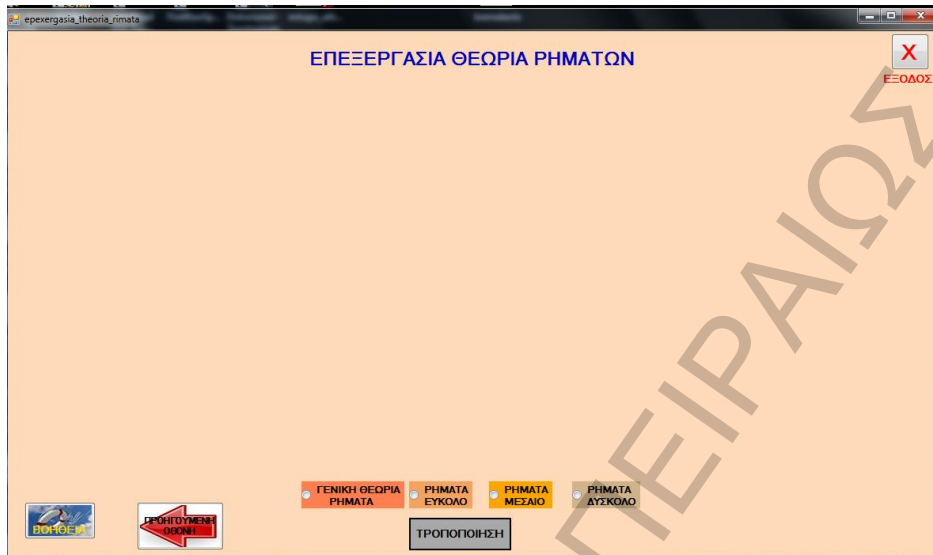 epexergasia_theoria_rimata
ΕΠΕΞΕΡΓΑΣΙΑ ΘΕΩΡΙΑ ΡΗΜΑΤΩΝ
X
ΕΞΟΔΟΣ
ΠΕΙΡΑΙΩΣ
ΓΕΝΙΚΗ ΘΕΩΡΙΑ
ΡΗΜΑΤΑ
ΡΗΜΑΤΑ
ΕΥΚΟΛΟ
ΡΗΜΑΤΑ
ΜΕΣΑΙΟ
ΡΗΜΑΤΑ
ΔΥΣΚΟΛΟ
ΒΟΗΘΕΙΑ
ΠΡΟΗΓΟΥΜΕΝΗ
ΟΘΟΝΗ
ΤΡΟΠΟΠΟΙΗΣΗ